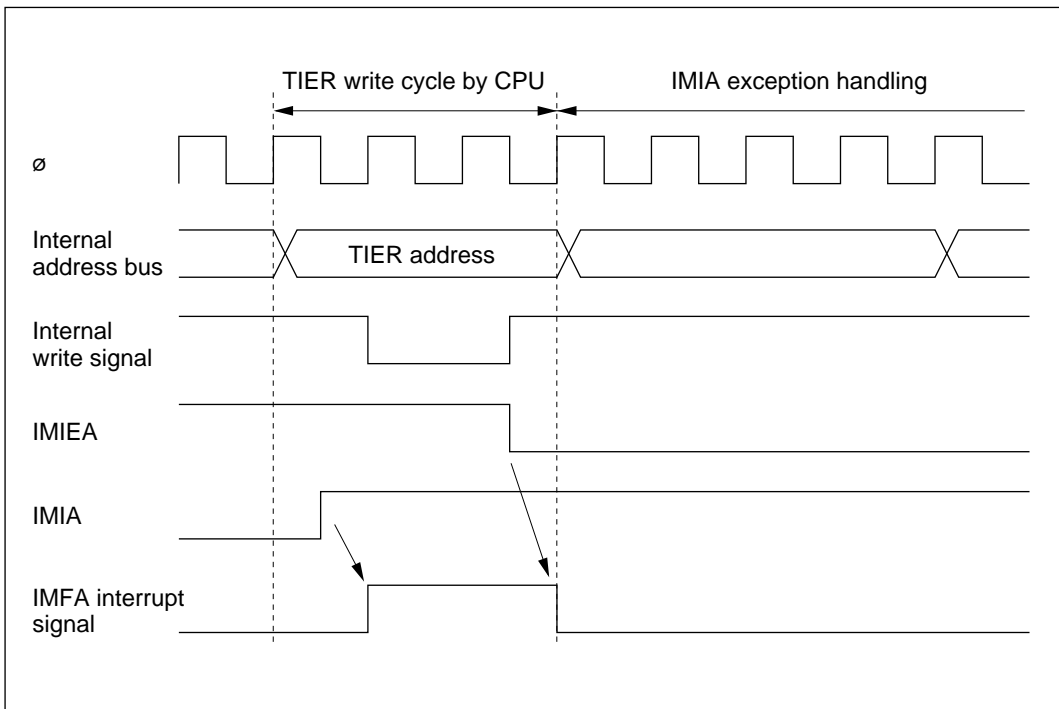 TIER write cycle by CPU
IMIA exception handling
ø
Internal
address bus
TIER address
Internal
write signal
IMIEA
IMIA
IMFA interrupt
signal